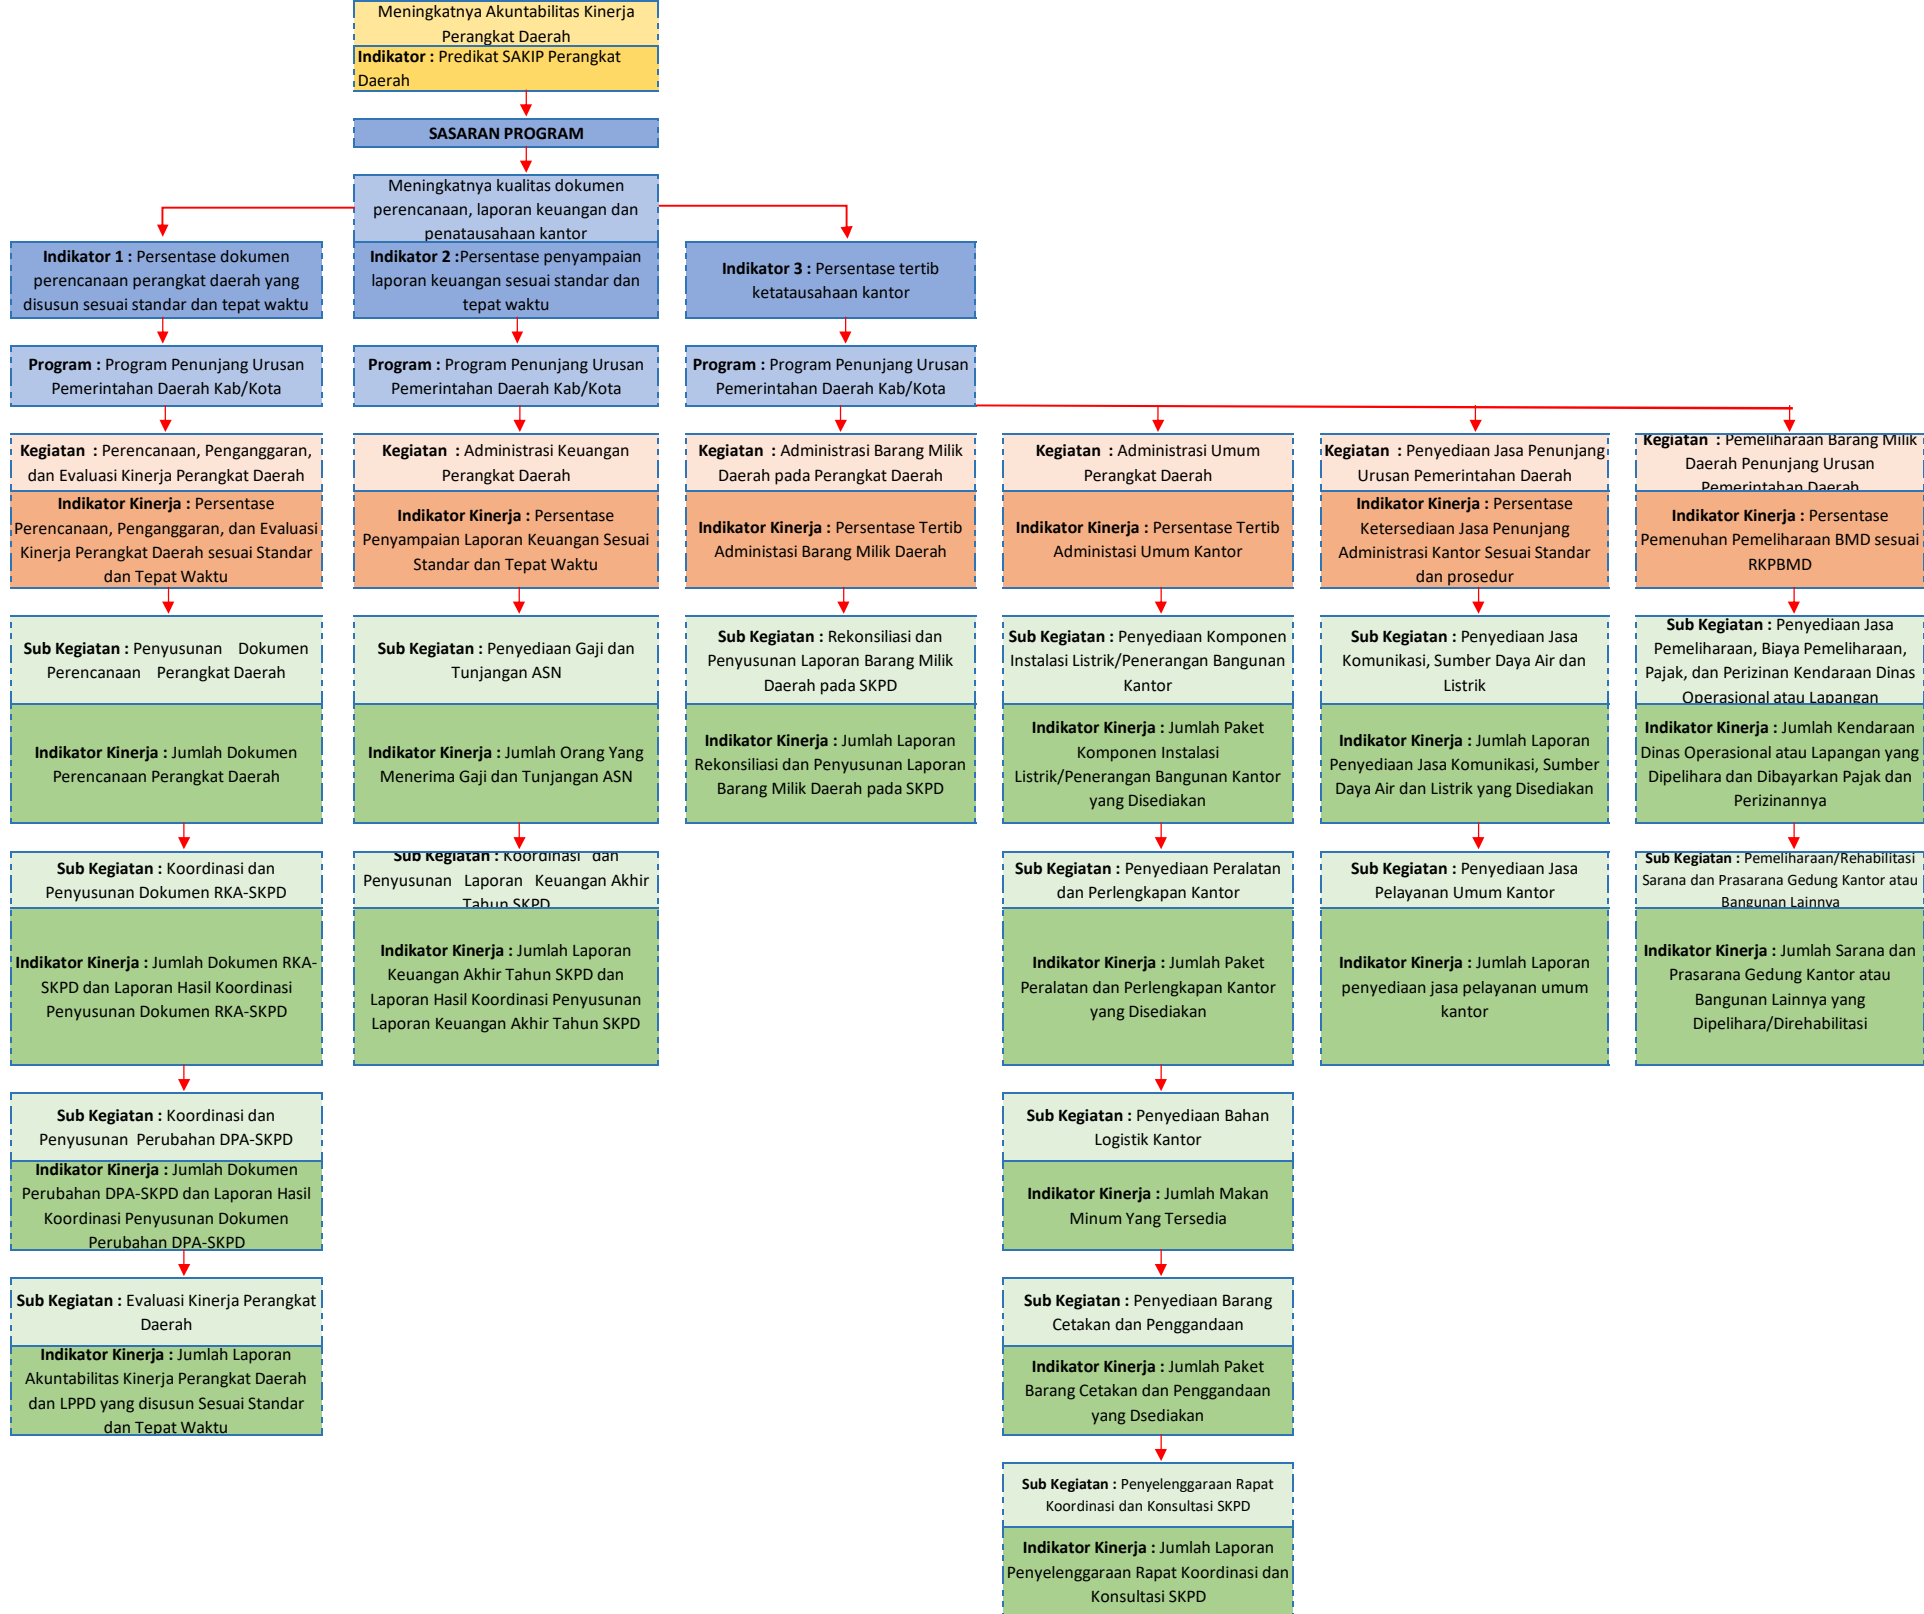 Meningkatnya Akuntabilitas Kinerja
Perangkat Daerah
Indikator : Predikat SAKIP Perangkat
Daerah
SASARAN PROGRAM
Meningkatnya kualitas dokumen
perencanaan, laporan keuangan dan
penatausahaan kantor
Indikator 1 : Persentase dokumen
perencanaan perangkat daerah yang
disusun sesuai standar dan tepat waktu
Indikator 2 :Persentase penyampaian
laporan keuangan sesuai standar dan
tepat waktu
Indikator 3 : Persentase tertib
ketatausahaan kantor
Program : Program Penunjang Urusan
Pemerintahan Daerah Kab/Kota
Program : Program Penunjang Urusan
Pemerintahan Daerah Kab/Kota
Program : Program Penunjang Urusan
Pemerintahan Daerah Kab/Kota
Kegiatan : Perencanaan, Penganggaran,
dan Evaluasi Kinerja Perangkat Daerah
Kegiatan : Administrasi Keuangan
Perangkat Daerah
Kegiatan : Administrasi Barang Milik
Daerah pada Perangkat Daerah
Kegiatan : Administrasi Umum
Perangkat Daerah
Kegiatan : Penyediaan Jasa Penunjang
Urusan Pemerintahan Daerah
Kegiatan : Pemeliharaan Barang Milik
Daerah Penunjang Urusan
Pemerintahan Daerah
Indikator Kinerja : Persentase
Perencanaan, Penganggaran, dan Evaluasi
Kinerja Perangkat Daerah sesuai Standar
dan Tepat Waktu
Indikator Kinerja : Persentase
Penyampaian Laporan Keuangan Sesuai
Standar dan Tepat Waktu
Indikator Kinerja : Persentase Tertib
Administasi Barang Milik Daerah
Indikator Kinerja : Persentase Tertib
Administasi Umum Kantor
Indikator Kinerja : Persentase
Ketersediaan Jasa Penunjang
Administrasi Kantor Sesuai Standar
dan prosedur
Indikator Kinerja : Persentase
Pemenuhan Pemeliharaan BMD sesuai
RKPBMD
Sub Kegiatan : Penyusunan Dokumen
Perencanaan Perangkat Daerah
Sub Kegiatan : Penyediaan Gaji dan
Tunjangan ASN
Sub Kegiatan : Rekonsiliasi dan
Penyusunan Laporan Barang Milik
Daerah pada SKPD
Sub Kegiatan : Penyediaan Komponen
Instalasi Listrik/Penerangan Bangunan
Kantor
Sub Kegiatan : Penyediaan Jasa
Komunikasi, Sumber Daya Air dan
Listrik
Sub Kegiatan : Penyediaan Jasa
Pemeliharaan, Biaya Pemeliharaan,
Pajak, dan Perizinan Kendaraan Dinas
Operasional atau Lapangan
Indikator Kinerja : Jumlah Dokumen
Perencanaan Perangkat Daerah
Indikator Kinerja : Jumlah Orang Yang
Menerima Gaji dan Tunjangan ASN
Indikator Kinerja : Jumlah Laporan
Rekonsiliasi dan Penyusunan Laporan
Barang Milik Daerah pada SKPD
Indikator Kinerja : Jumlah Paket
Komponen Instalasi
Listrik/Penerangan Bangunan Kantor
yang Disediakan
Indikator Kinerja : Jumlah Laporan
Penyediaan Jasa Komunikasi, Sumber
Daya Air dan Listrik yang Disediakan
Indikator Kinerja : Jumlah Kendaraan
Dinas Operasional atau Lapangan yang
Dipelihara dan Dibayarkan Pajak dan
Perizinannya
Sub Kegiatan : Koordinasi dan
Penyusunan Dokumen RKA-SKPD
Sub Kegiatan : Koordinasi dan
Penyusunan Laporan Keuangan Akhir
Tahun SKPD
Sub Kegiatan : Penyediaan Peralatan
dan Perlengkapan Kantor
Sub Kegiatan : Penyediaan Jasa
Pelayanan Umum Kantor
Sub Kegiatan : Pemeliharaan/Rehabilitasi
Sarana dan Prasarana Gedung Kantor atau
Bangunan Lainnya
Indikator Kinerja : Jumlah Dokumen RKA-
SKPD dan Laporan Hasil Koordinasi
Penyusunan Dokumen RKA-SKPD
Indikator Kinerja : Jumlah Laporan
Keuangan Akhir Tahun SKPD dan
Laporan Hasil Koordinasi Penyusunan
Laporan Keuangan Akhir Tahun SKPD
Indikator Kinerja : Jumlah Paket
Peralatan dan Perlengkapan Kantor
yang Disediakan
Indikator Kinerja : Jumlah Laporan
penyediaan jasa pelayanan umum
kantor
Indikator Kinerja : Jumlah Sarana dan
Prasarana Gedung Kantor atau
Bangunan Lainnya yang
Dipelihara/Direhabilitasi
Sub Kegiatan : Koordinasi dan
Penyusunan Perubahan DPA-SKPD
Sub Kegiatan : Penyediaan Bahan
Logistik Kantor
Indikator Kinerja : Jumlah Dokumen
Perubahan DPA-SKPD dan Laporan Hasil
Koordinasi Penyusunan Dokumen
Perubahan DPA-SKPD
Indikator Kinerja : Jumlah Makan
Minum Yang Tersedia
Sub Kegiatan : Evaluasi Kinerja Perangkat
Daerah
Sub Kegiatan : Penyediaan Barang
Cetakan dan Penggandaan
Indikator Kinerja : Jumlah Laporan
Akuntabilitas Kinerja Perangkat Daerah
dan LPPD yang disusun Sesuai Standar
dan Tepat Waktu
Indikator Kinerja : Jumlah Paket
Barang Cetakan dan Penggandaan
yang Dsediakan
Sub Kegiatan : Penyelenggaraan Rapat
Koordinasi dan Konsultasi SKPD
Indikator Kinerja : Jumlah Laporan
Penyelenggaraan Rapat Koordinasi dan
Konsultasi SKPD